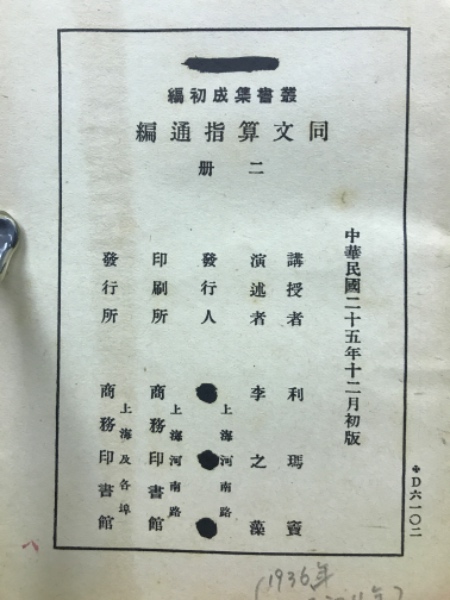 叢書集成初編
同文算指通編
二册
中華民國二十五年十二月初版
講授者 利瑪竇
演述者 李之藻
發行人
上海河南路
印刷所 商務印書館
上海河南路
發行所 商務印書館
上海及各埠
✤D六一〇二
(1936年